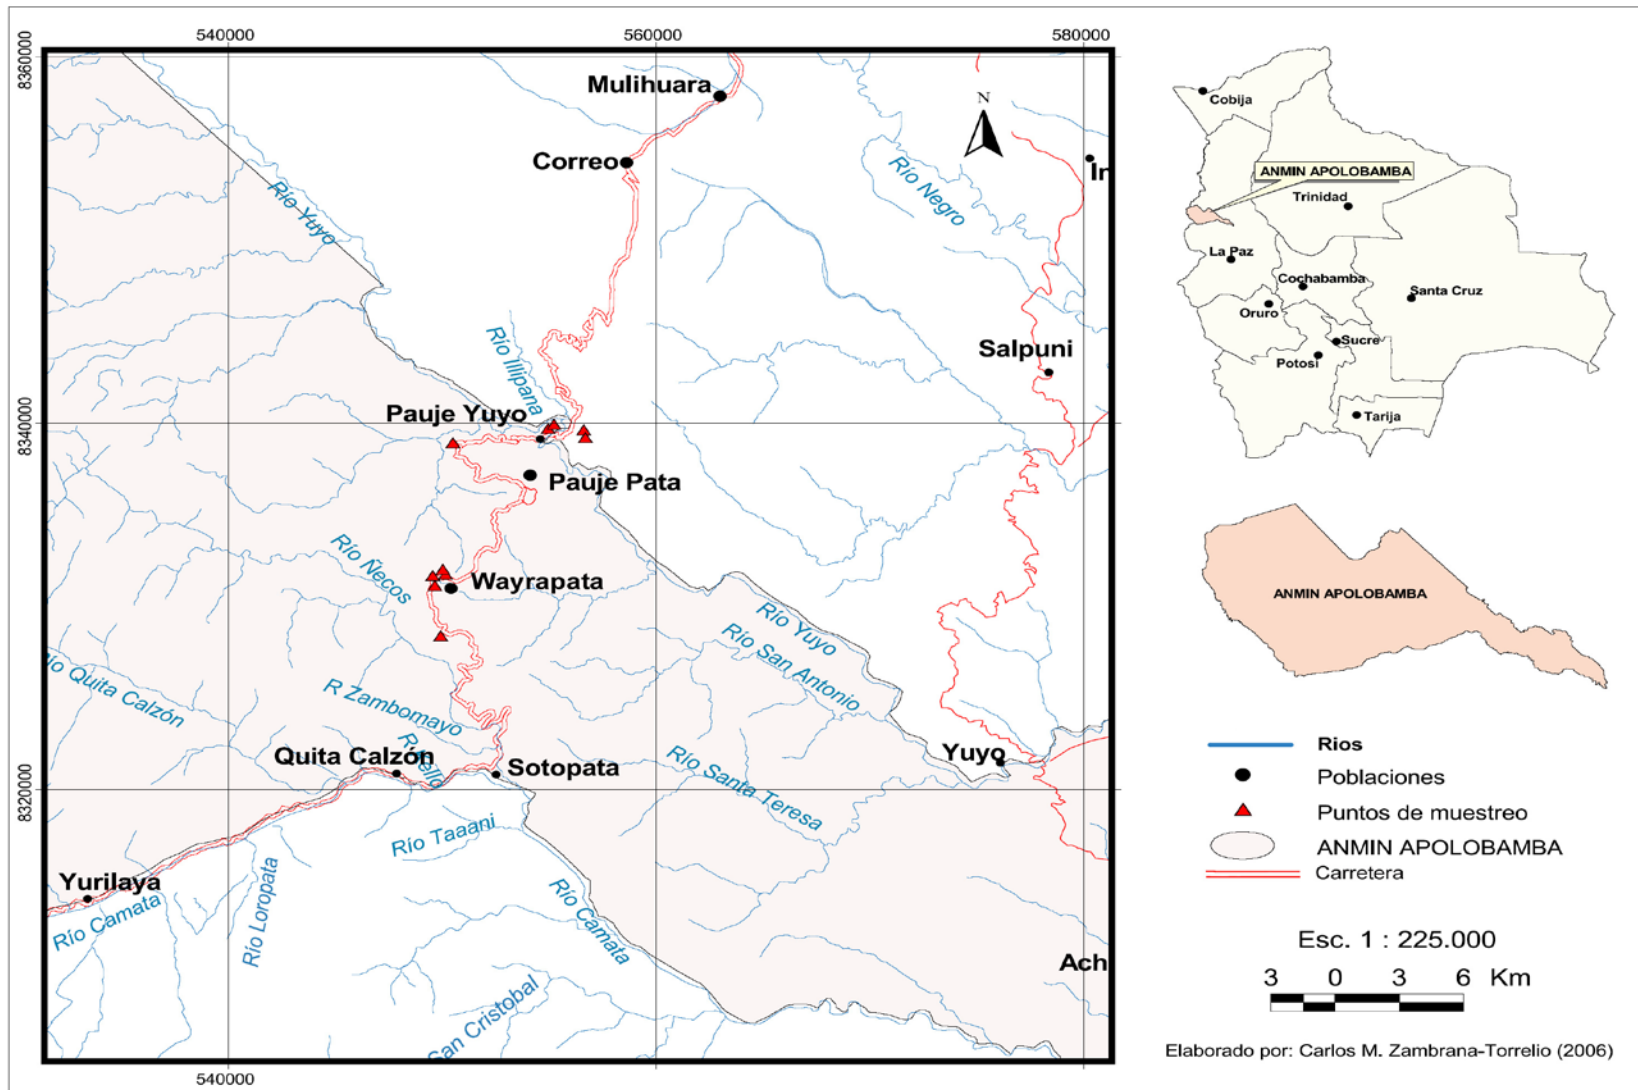 540000
560000
580000
8360000
Mulihuara
Correo
In
Río Yuyo
Río Negro
Río Illipana
Salpuni
Pauje Yuyo
8340000
Pauje Pata
Río Ñecos
Wayrapata
Río Yuyo
Río San Antonio
Río Quita Calzón
R Zambomayo
Quita Calzón
Sotopata
Río Santa Teresa
Yuyo
8320000
Río Taaani
Yurilaya
Río Camata
Río Loropata
Río Camata
San Cristobal
Ach
540000
Cobija
ANMIN APOLOBAMBA
Trinidad
La Paz
Cochabamba
Santa Cruz
Oruro
Sucre
Potosi
Tarija
ANMIN APOLOBAMBA
Rios
Poblaciones
Puntos de muestreo
ANMIN APOLOBAMBA
Carretera
Esc. 1 : 225.000
3 0 3 6 Km
Elaborado por: Carlos M. Zambrana-Torrelio (2006)